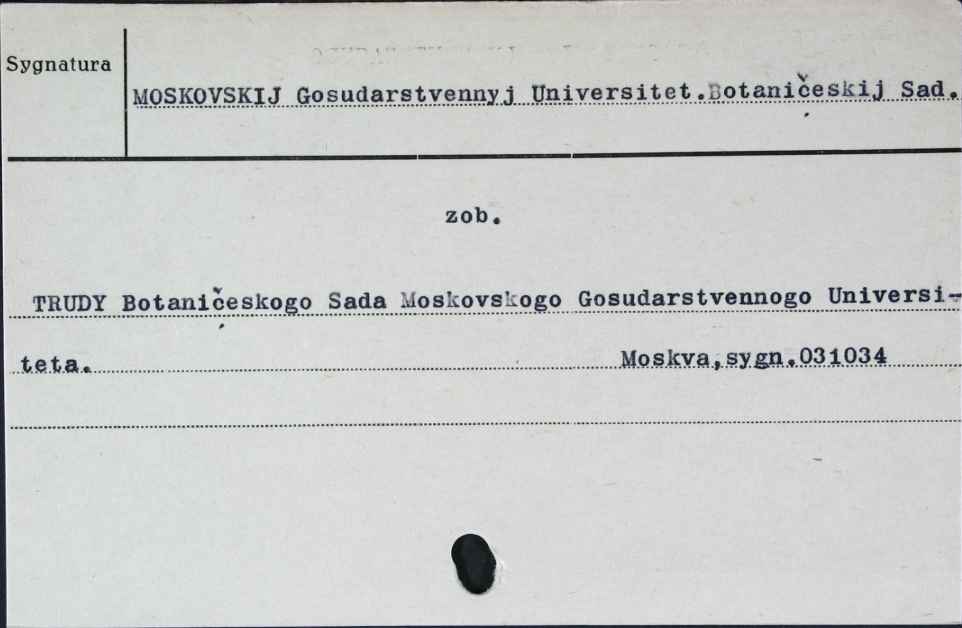 Sygnatura
MOSKOVSKIJ Gosudarstvennyj Universitet.Botaničeskij Sad.
zob.
TRUDY Botaničeskogo Sada Moskovskogo Gosudarstvennogo Universi-
teta. Moskva,sygn.031034